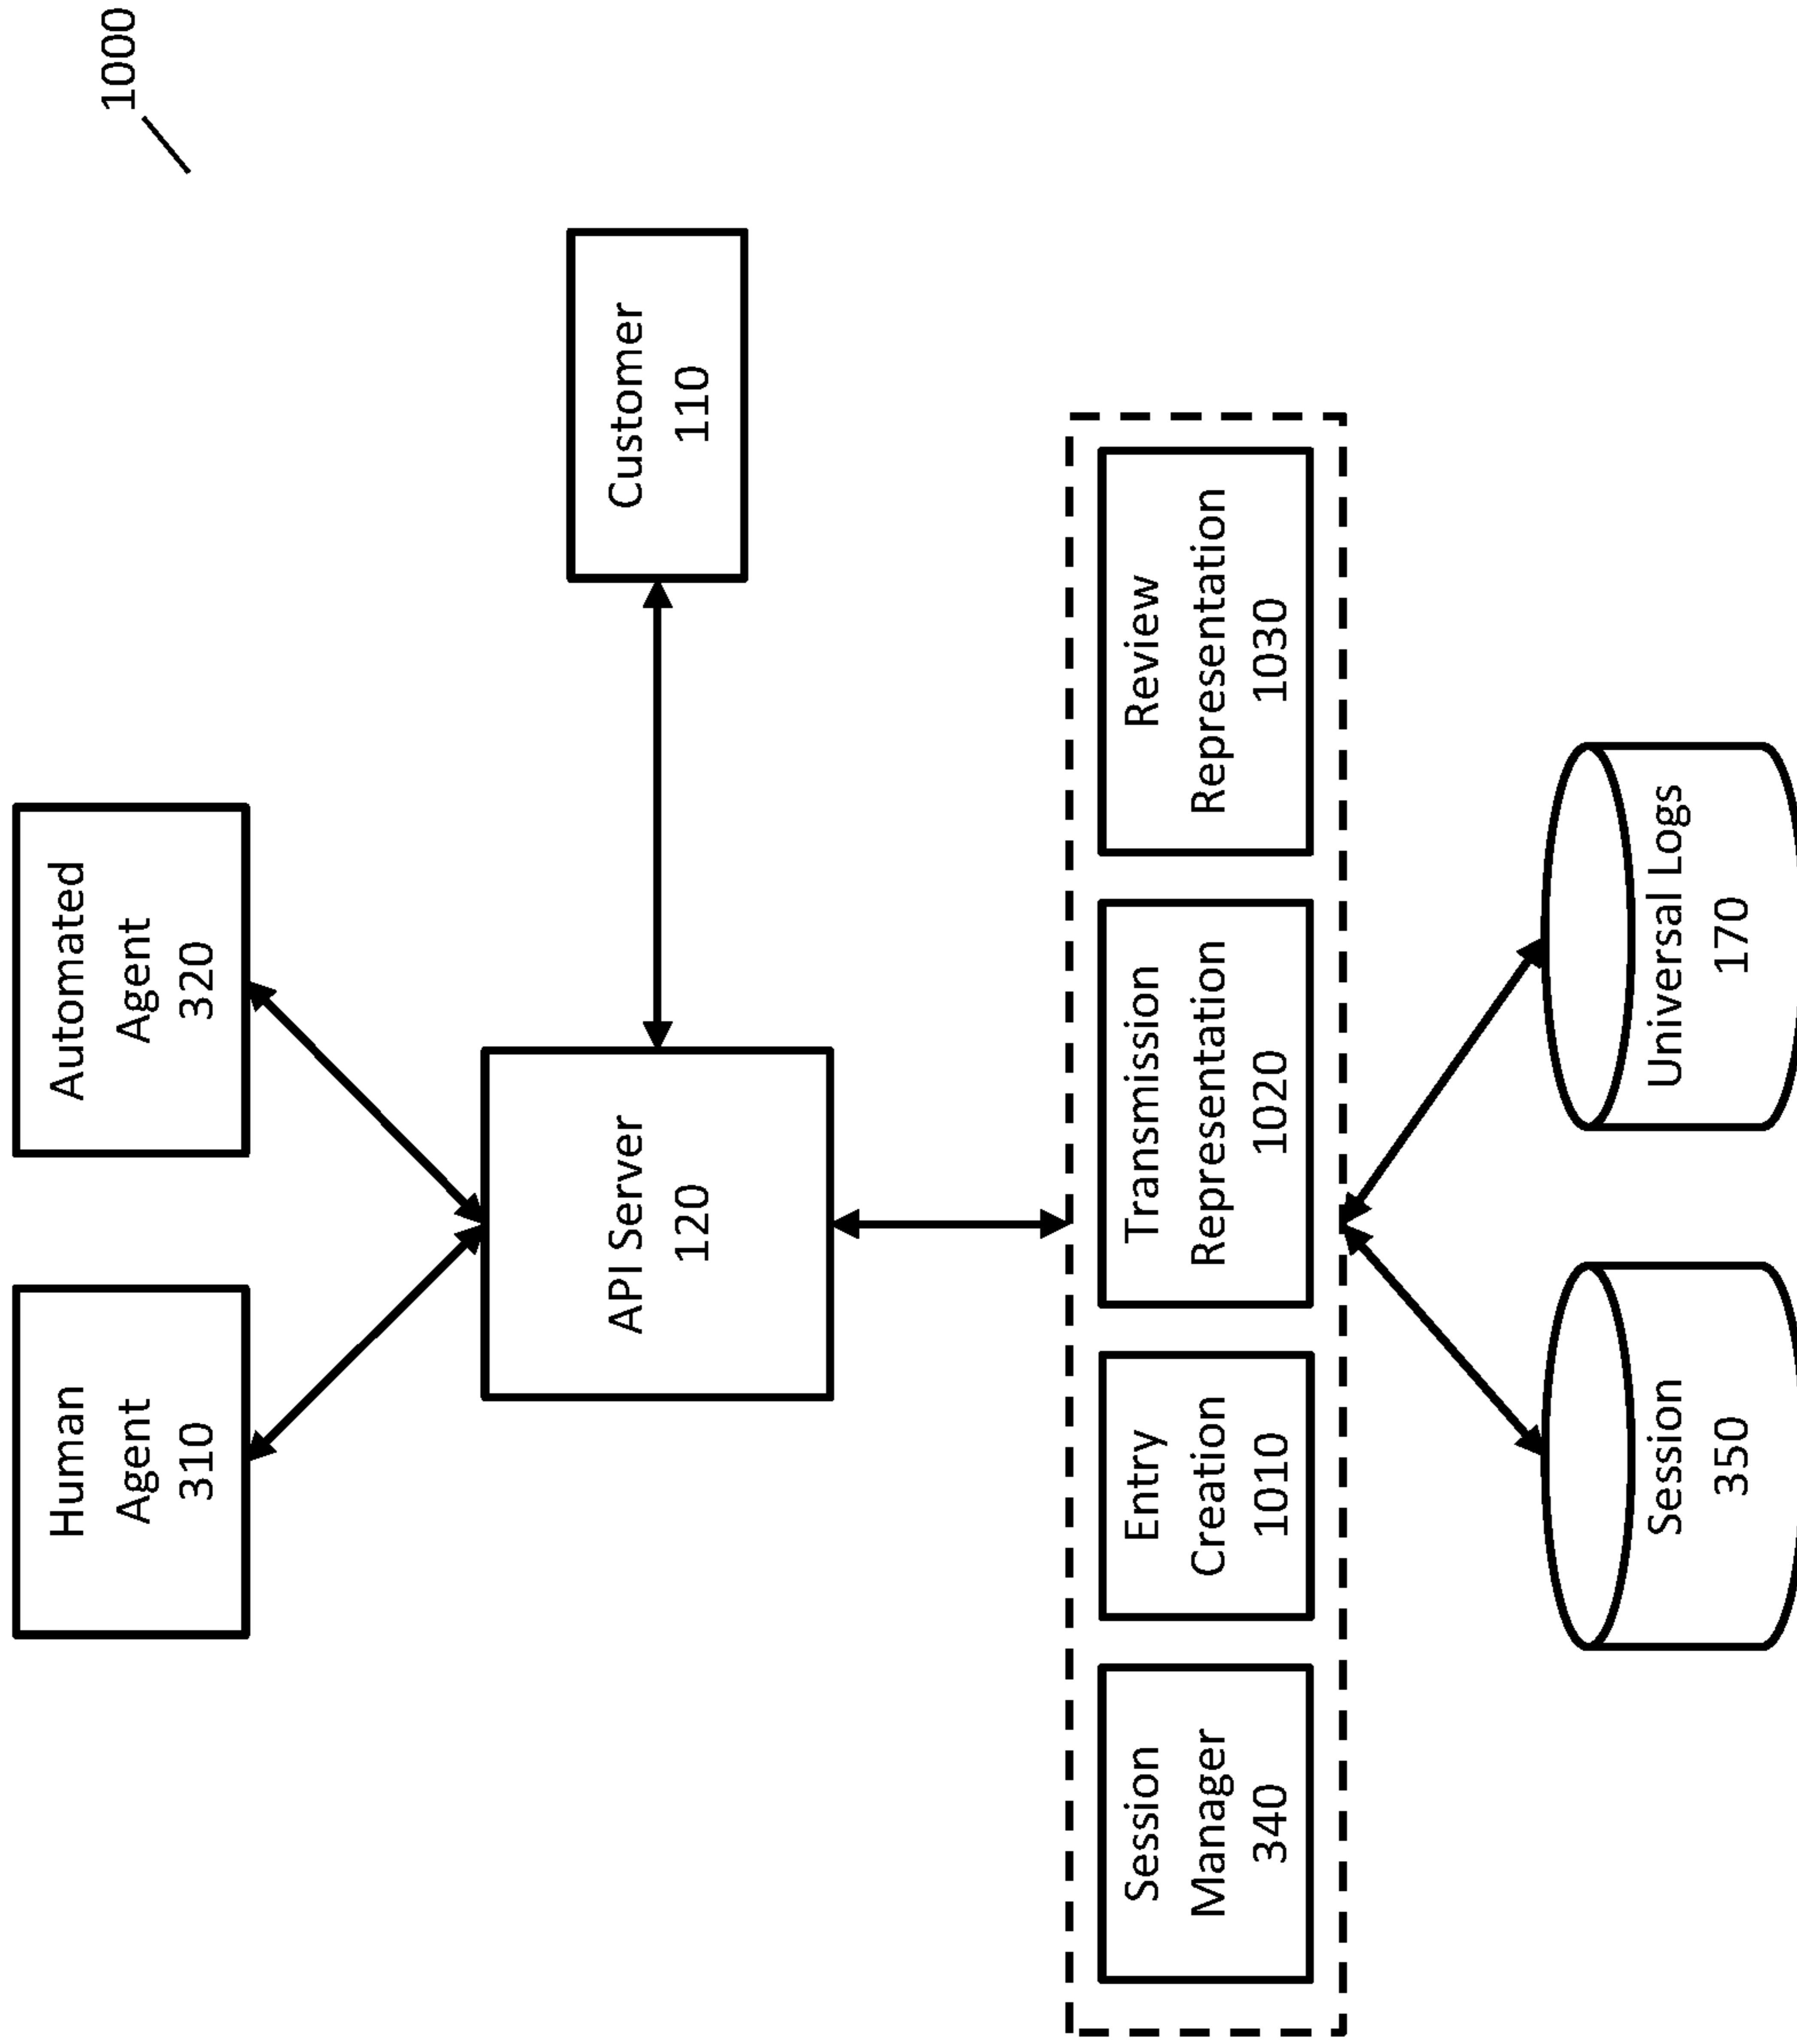 1000
Human
Agent
310
Automated
Agent
320
API Server
120
Customer
110
Session
Manager
340
Entry
Creation
1010
Transmission
Representation
1020
Review
Representation
1030
Session
350
Universal Logs
170